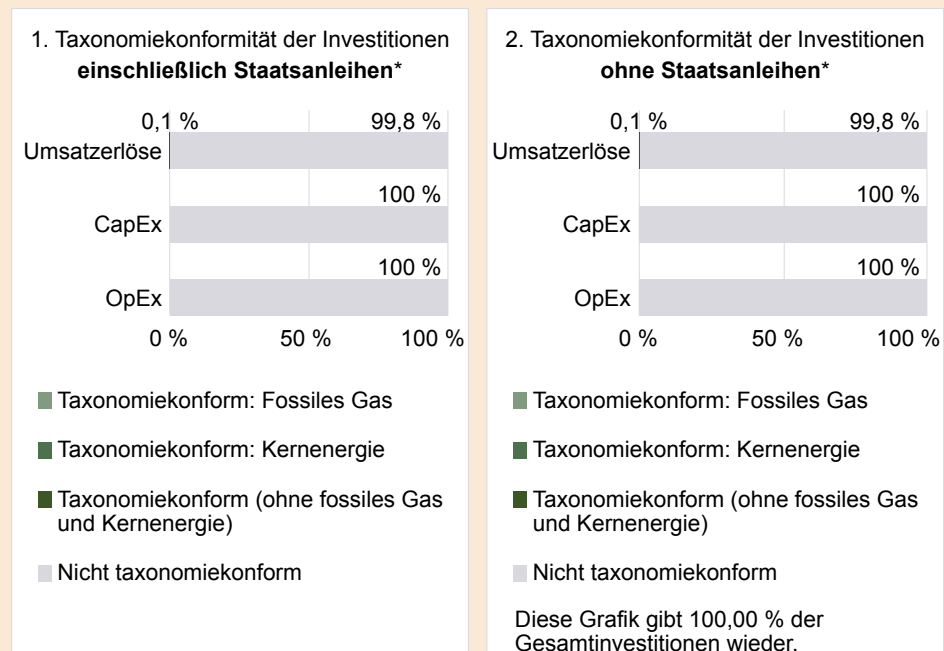 1. Taxonomiekonformität der Investitionen
einschließlich Staatsanleihen*
0,1 % 99,8 %
Umsatzerlöse
100 %
CapEx
100 %
OpEx
0 % 50 % 100 %
Taxonomiekonform: Fossiles Gas
Taxonomiekonform: Kernenergie
Taxonomiekonform (ohne fossiles Gas
und Kernenergie)
Nicht taxonomiekonform
2. Taxonomiekonformität der Investitionen
ohne Staatsanleihen*
0,1 % 99,8 %
Umsatzerlöse
100 %
CapEx
100 %
OpEx
0 % 50 % 100 %
Taxonomiekonform: Fossiles Gas
Taxonomiekonform: Kernenergie
Taxonomiekonform (ohne fossiles Gas
und Kernenergie)
Nicht taxonomiekonform
Diese Grafik gibt 100,00 % der
Gesamtinvestitionen wieder.